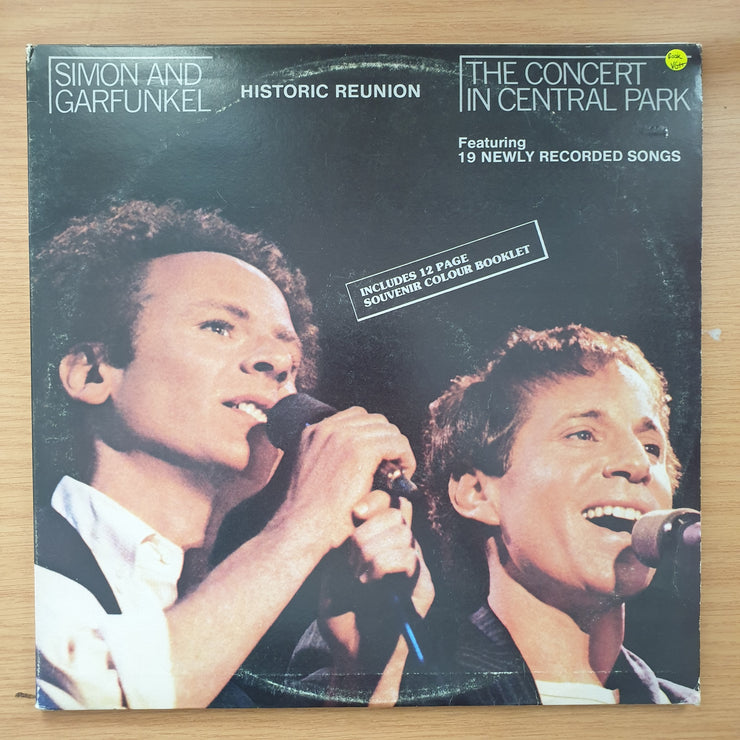 SIMON AND
GARFUNKEL
HISTORIC REUNION
THE CONCERT
IN CENTRAL PARK
Featuring
19 NEWLY RECORDED SONGS
INCLUDES 12 PAGE
SOUVENIR COLOUR BOOKLET
VG+